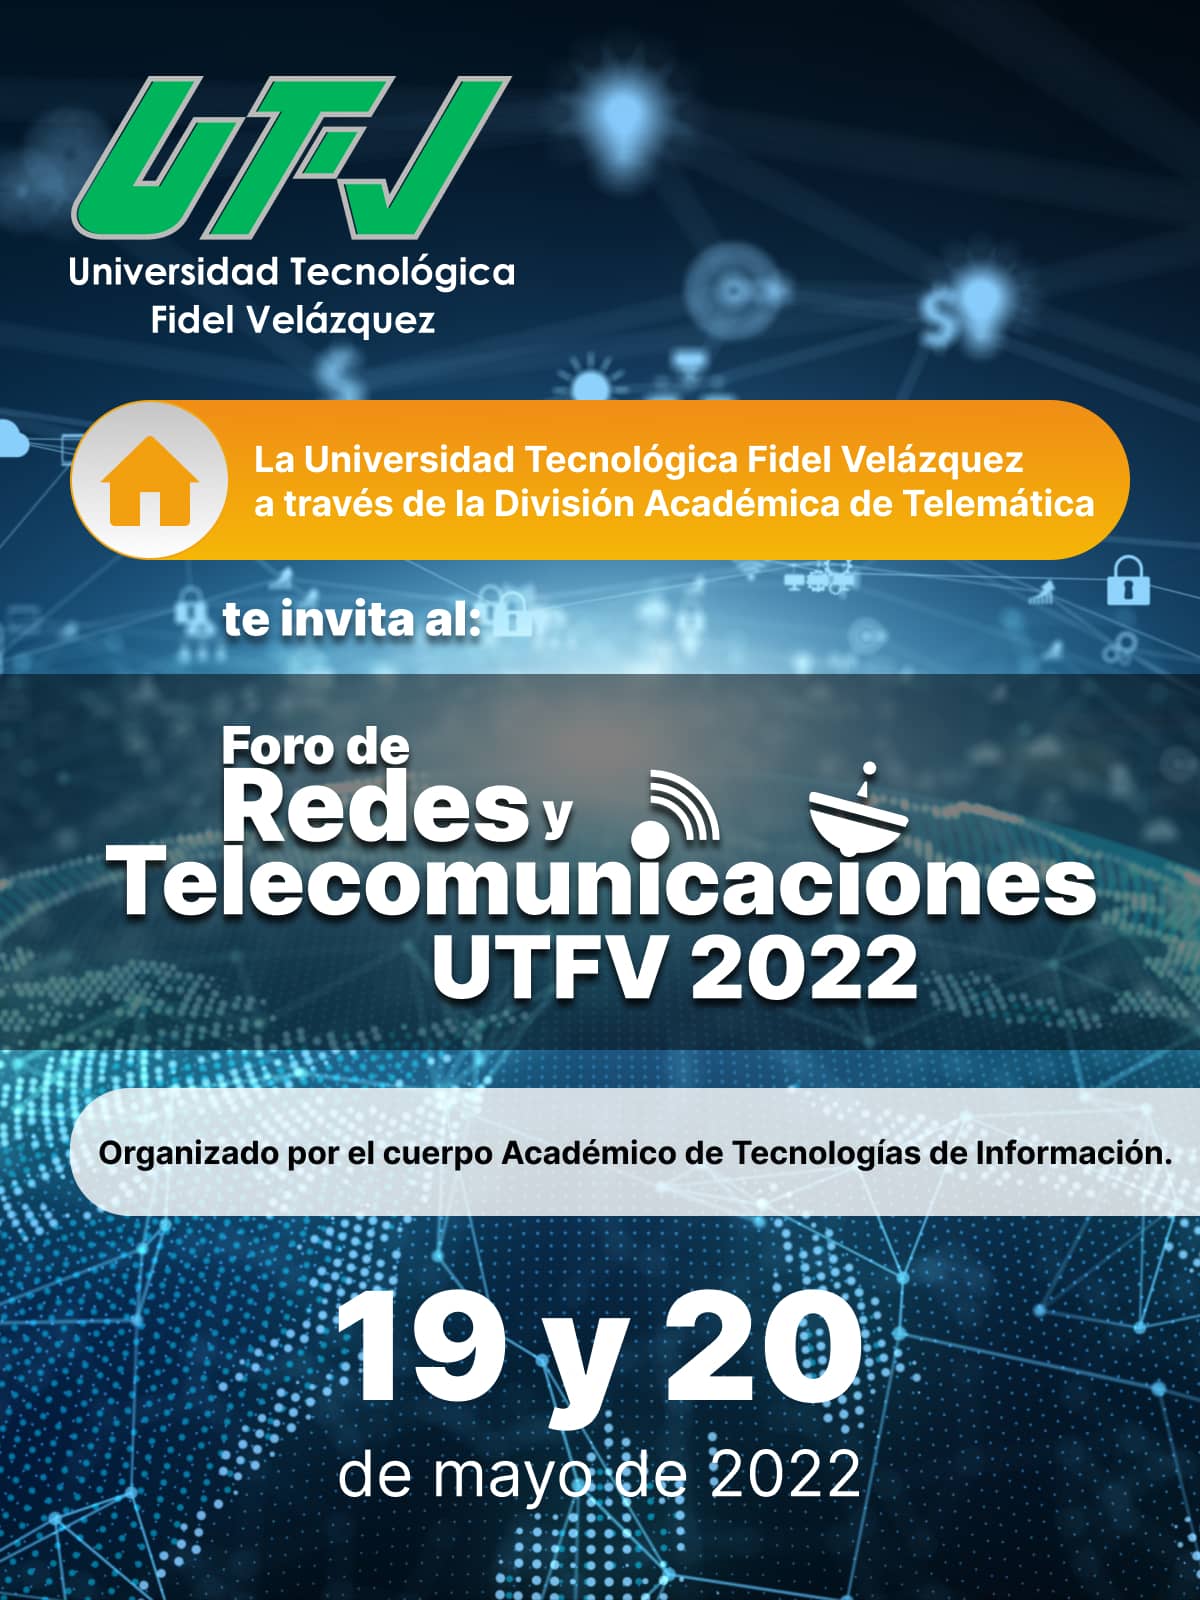 UTFV
Universidad Tecnológica
Fidel Velázquez
La Universidad Tecnológica Fidel Velázquez
a través de la División Académica de Telemática
te invita al:
Foro de
Redes y
Telecomunicaciones
UTFV 2022
Organizado por el cuerpo Académico de Tecnologías de Información.
19 y 20
de mayo de 2022